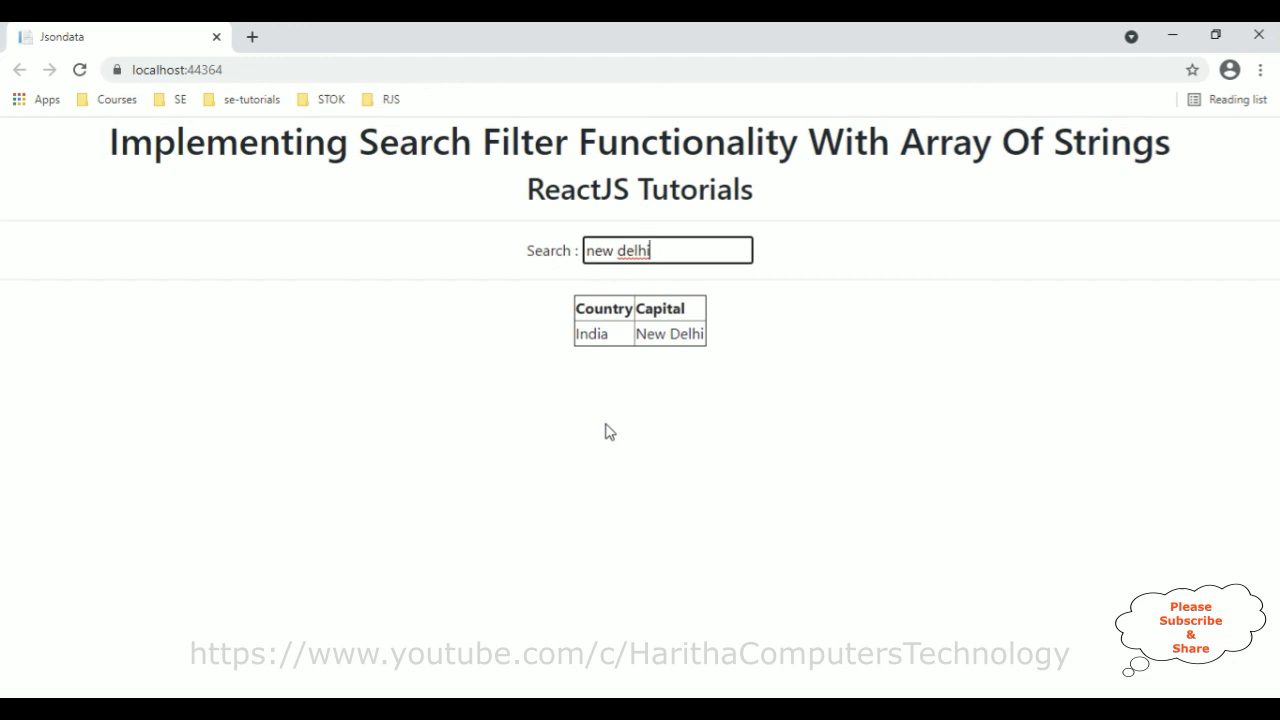 Jsondata
localhost:44364
Apps Courses SE se-tutorials STOK RJS Reading list
Implementing Search Filter Functionality With Array Of Strings
ReactJS Tutorials
Search : new delhi
Country Capital
India New Delhi
Please
Subscribe
&
Share
https://www.youtube.com/c/HarithaComputersTechnology